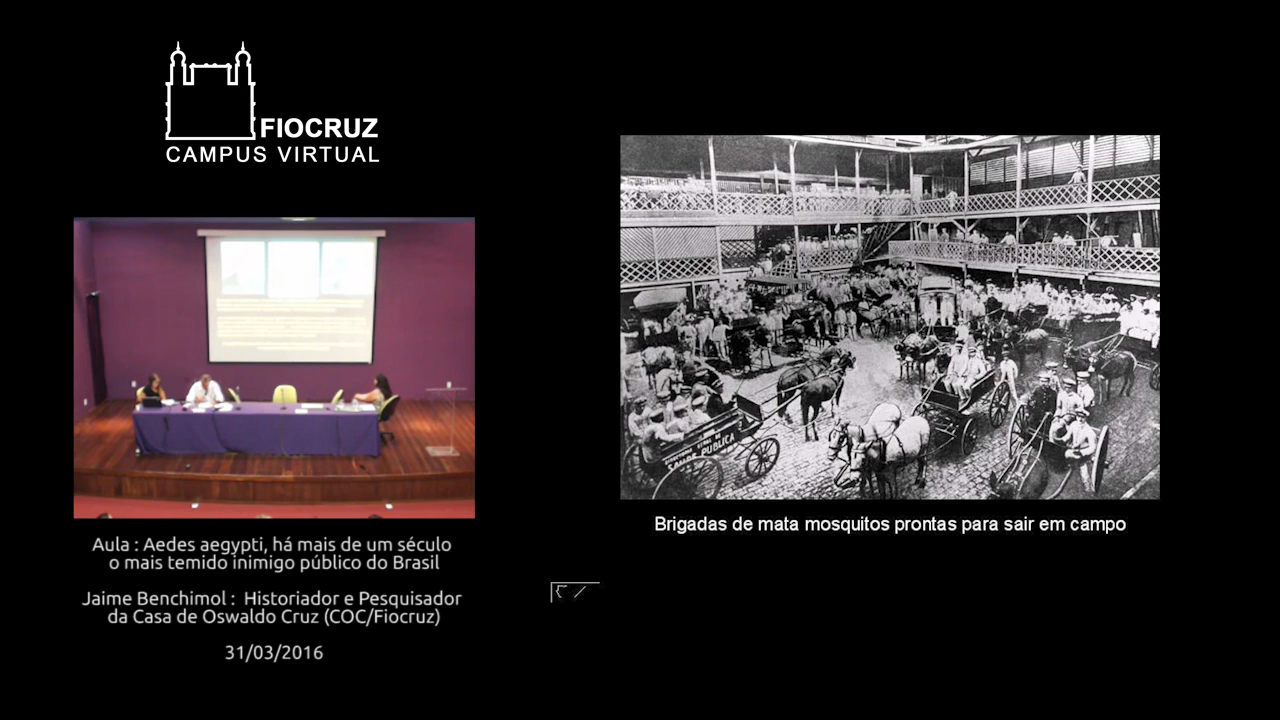 FIOCRUZ
CAMPUS VIRTUAL
Aula : Aedes aegypti, há mais de um século
o mais temido inimigo público do Brasil
Jaime Benchimol : Historiador e Pesquisador
da Casa de Oswaldo Cruz (COC/Fiocruz)
31/03/2016
SAUDE PUBLICA
Brigadas de mata mosquitos prontas para sair em campo